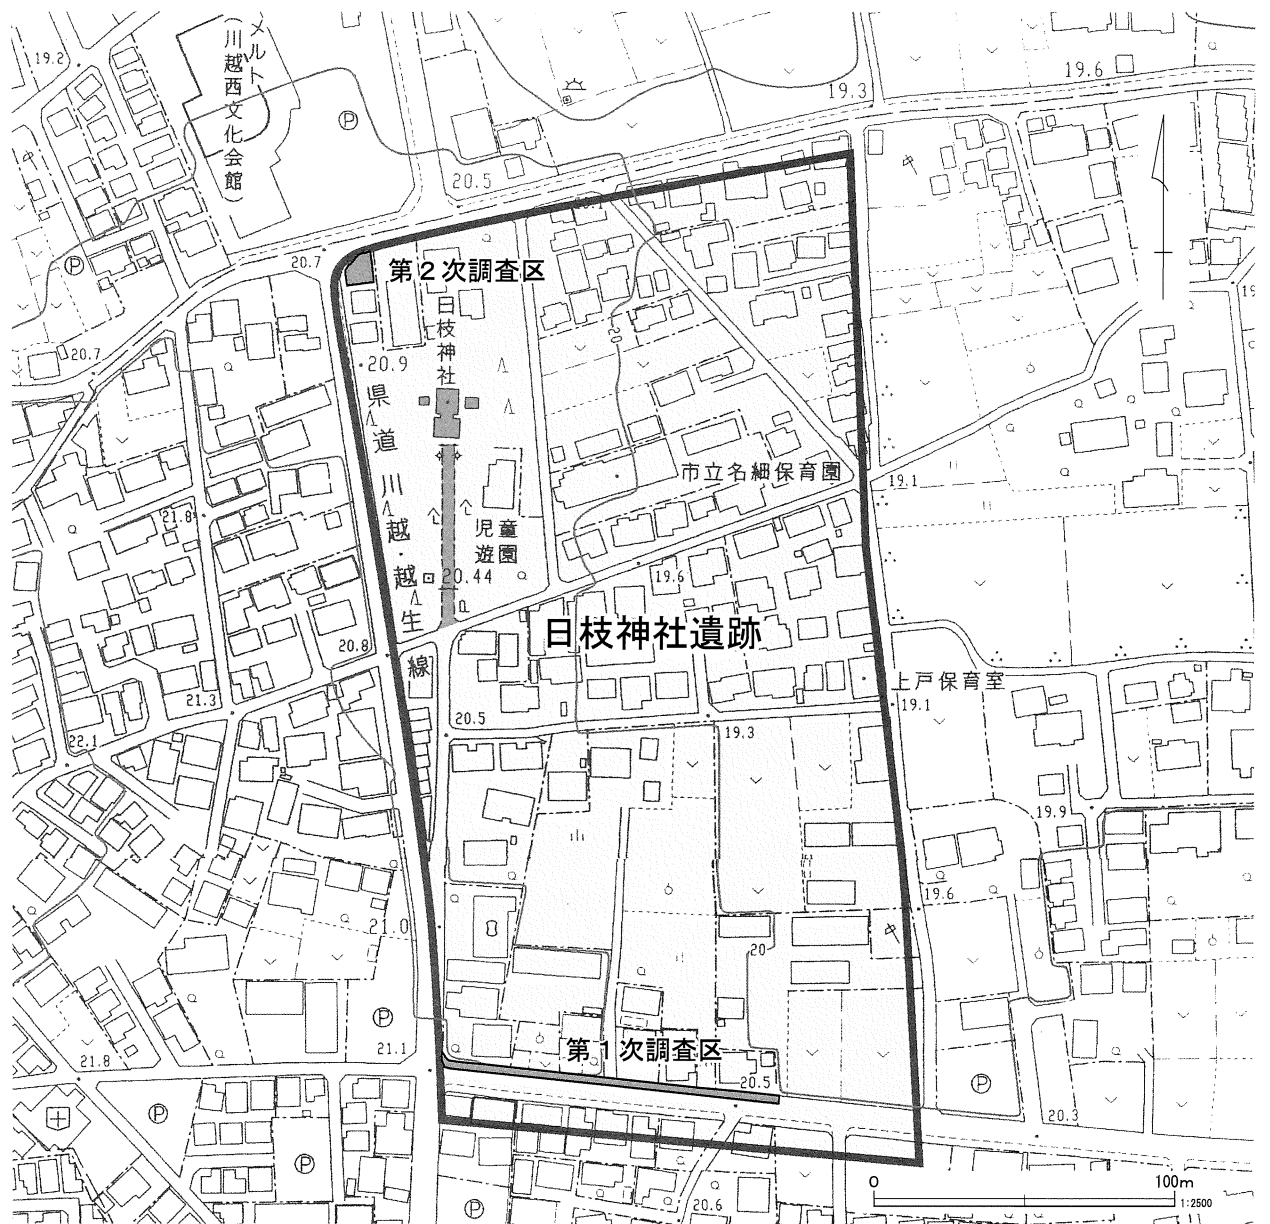 メルト
(川越西文化会館)
19.2
19.6
19.3
20.5
20.7
第2次調査区
日枝神社
20.9
20
20.7
県道川越・越生線
市立名細保育園
19.1
児童
遊園
20.44
21.8
19.6
日枝神社遺跡
20.8
21.3
上戸保育室
19.1
20.5
19.3
22.1
19.9
19.6
21.0
20
第1次調査区
21.1
21.8
20.5
20.3
20.6
P
P
P
P
P
P
P
0
100m
1:2500